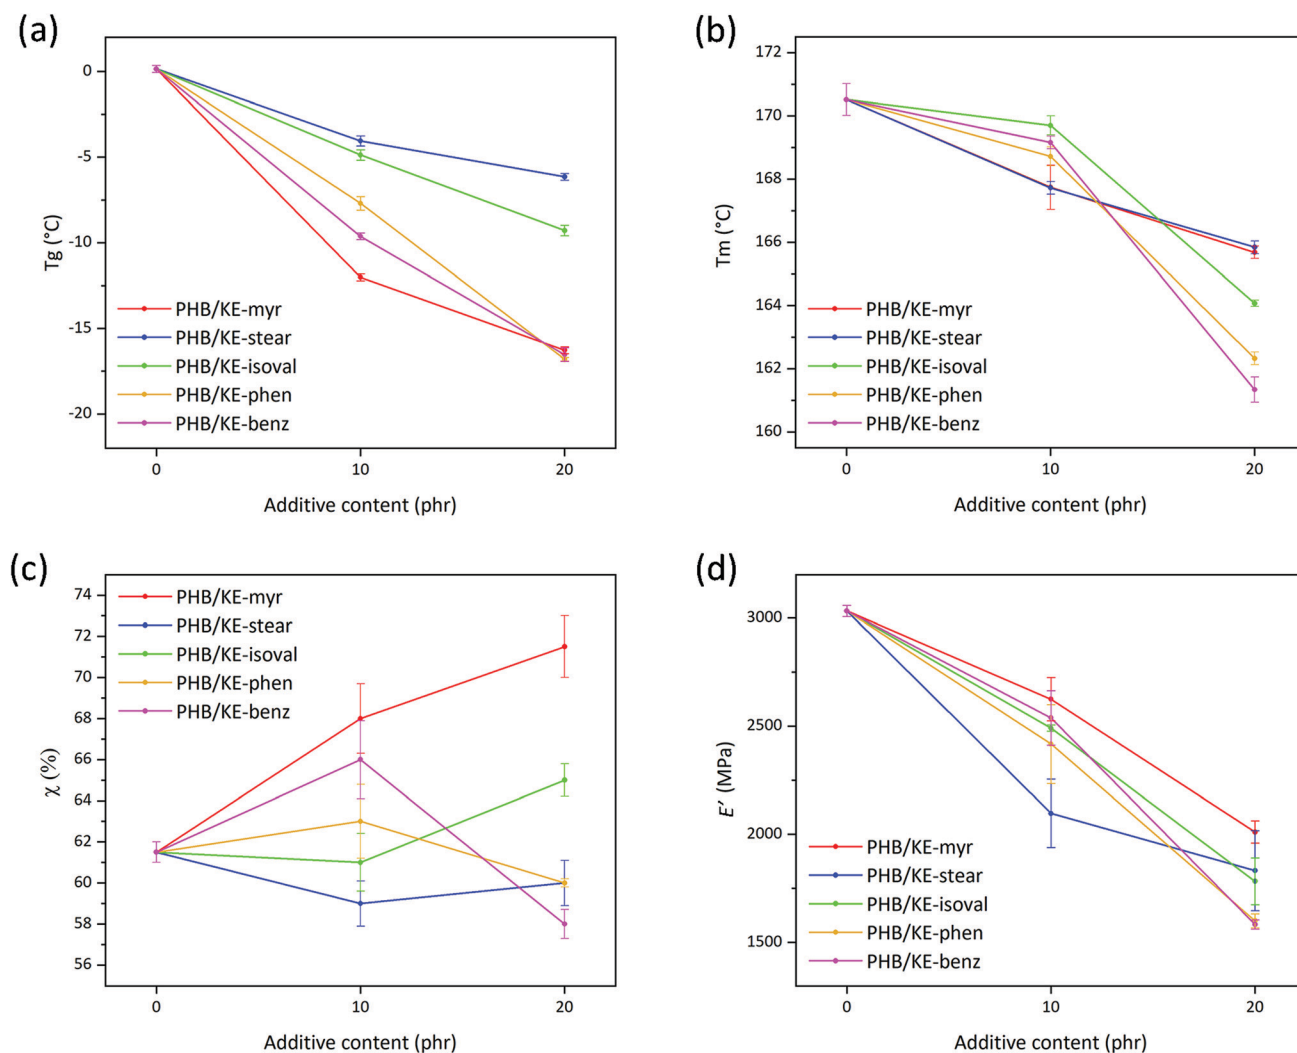 (a)
0
-5
-10
-15
-20
Tg (°C)
PHB/KE-myr
PHB/KE-stear
PHB/KE-isoval
PHB/KE-phen
PHB/KE-benz
0
10
20
Additive content (phr)
(b)
172
170
168
166
164
162
160
Tm (°C)
PHB/KE-myr
PHB/KE-stear
PHB/KE-isoval
PHB/KE-phen
PHB/KE-benz
0
10
20
Additive content (phr)
(c)
74
72
70
68
66
64
62
60
58
56
χ (%)
PHB/KE-myr
PHB/KE-stear
PHB/KE-isoval
PHB/KE-phen
PHB/KE-benz
0
10
20
Additive content (phr)
(d)
3000
2500
2000
1500
E′ (MPa)
PHB/KE-myr
PHB/KE-stear
PHB/KE-isoval
PHB/KE-phen
PHB/KE-benz
0
10
20
Additive content (phr)